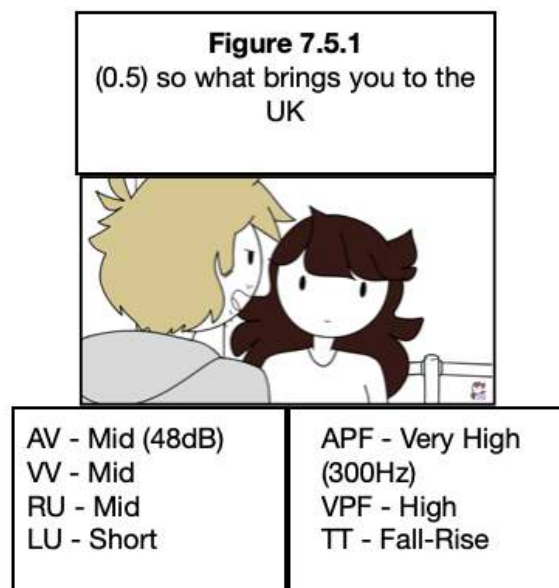 Figure 7.5.1
(0.5) so what brings you to the
UK
AV - Mid (48dB)
VV - Mid
RU - Mid
LU - Short
APF - Very High
(300Hz)
VPF - High
TT - Fall-Rise